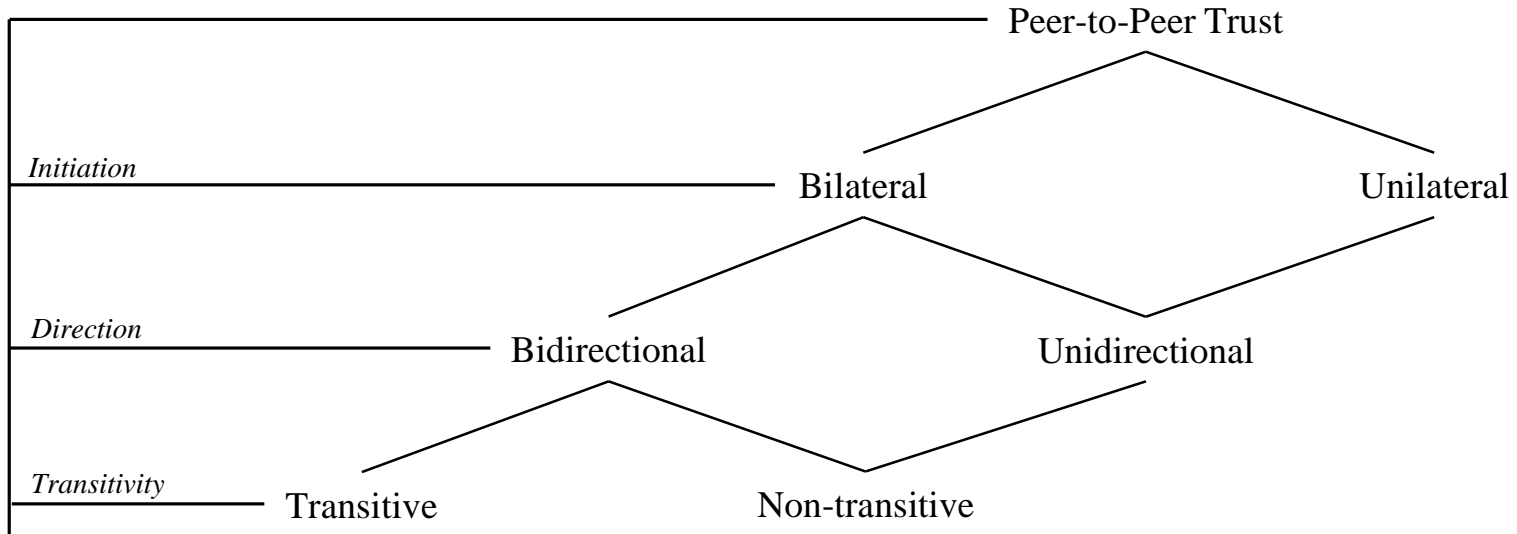 Peer-to-Peer Trust
Initiation
Bilateral
Unilateral
Direction
Bidirectional
Unidirectional
Transitivity
Transitive
Non-transitive